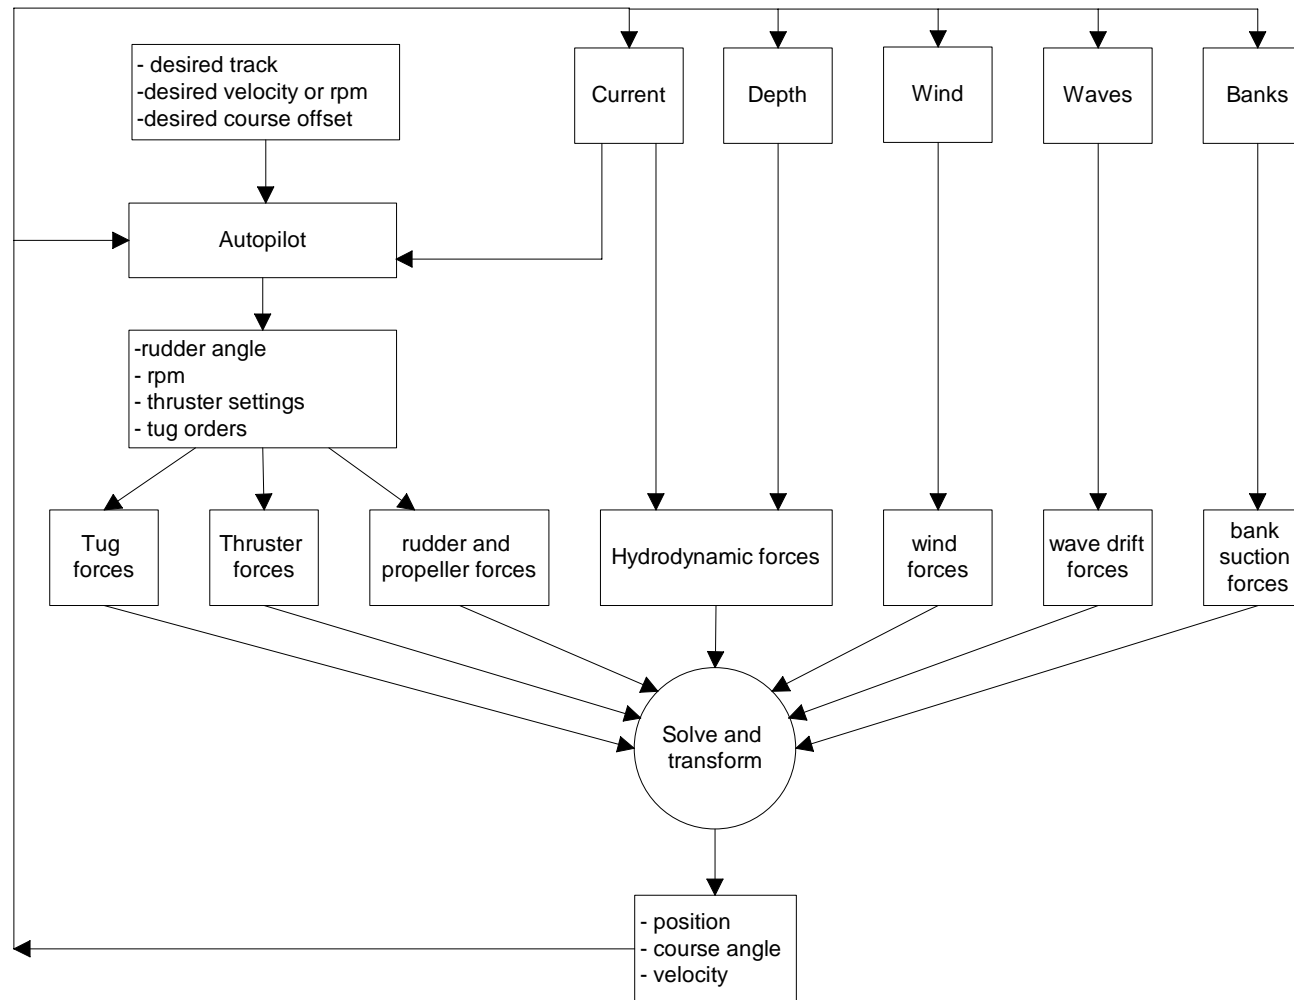 - desired track
-desired velocity or rpm
-desired course offset
Current
Depth
Wind
Waves
Banks
Autopilot
-rudder angle
- rpm
- thruster settings
- tug orders
Tug
forces
Thruster
forces
rudder and
propeller forces
Hydrodynamic forces
wind
forces
wave drift
forces
bank
suction
forces
Solve and
transform
- position
- course angle
- velocity